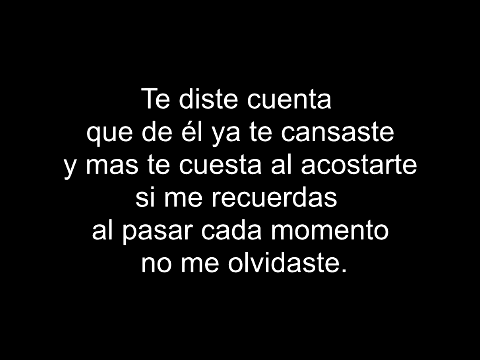 Te diste cuenta
que de él ya te cansaste
y mas te cuesta al acostarte
si me recuerdas
al pasar cada momento
no me olvidaste.